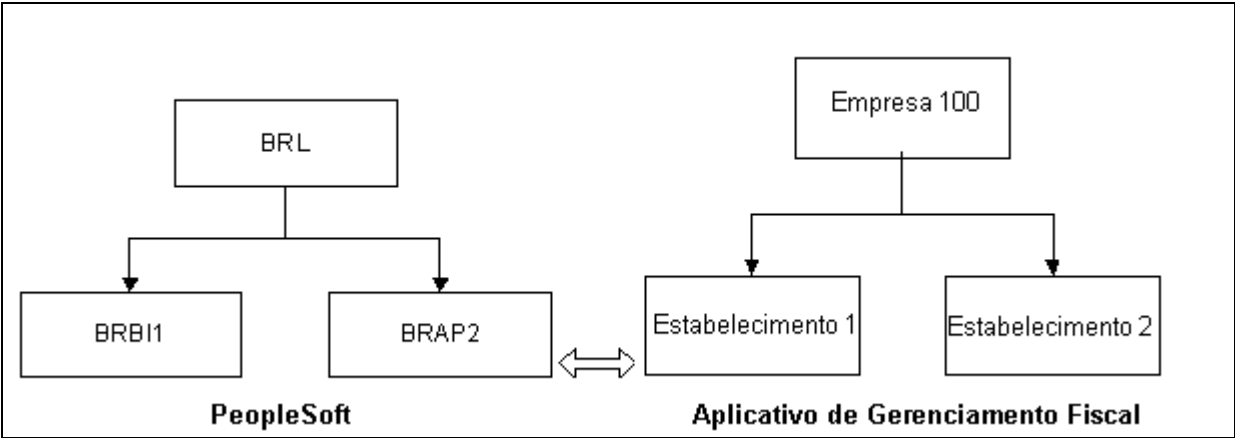 BRL
BRBI1
BRAP2
PeopleSoft
Empresa 100
Estabelecimento 1
Estabelecimento 2
Aplicativo de Gerenciamento Fiscal